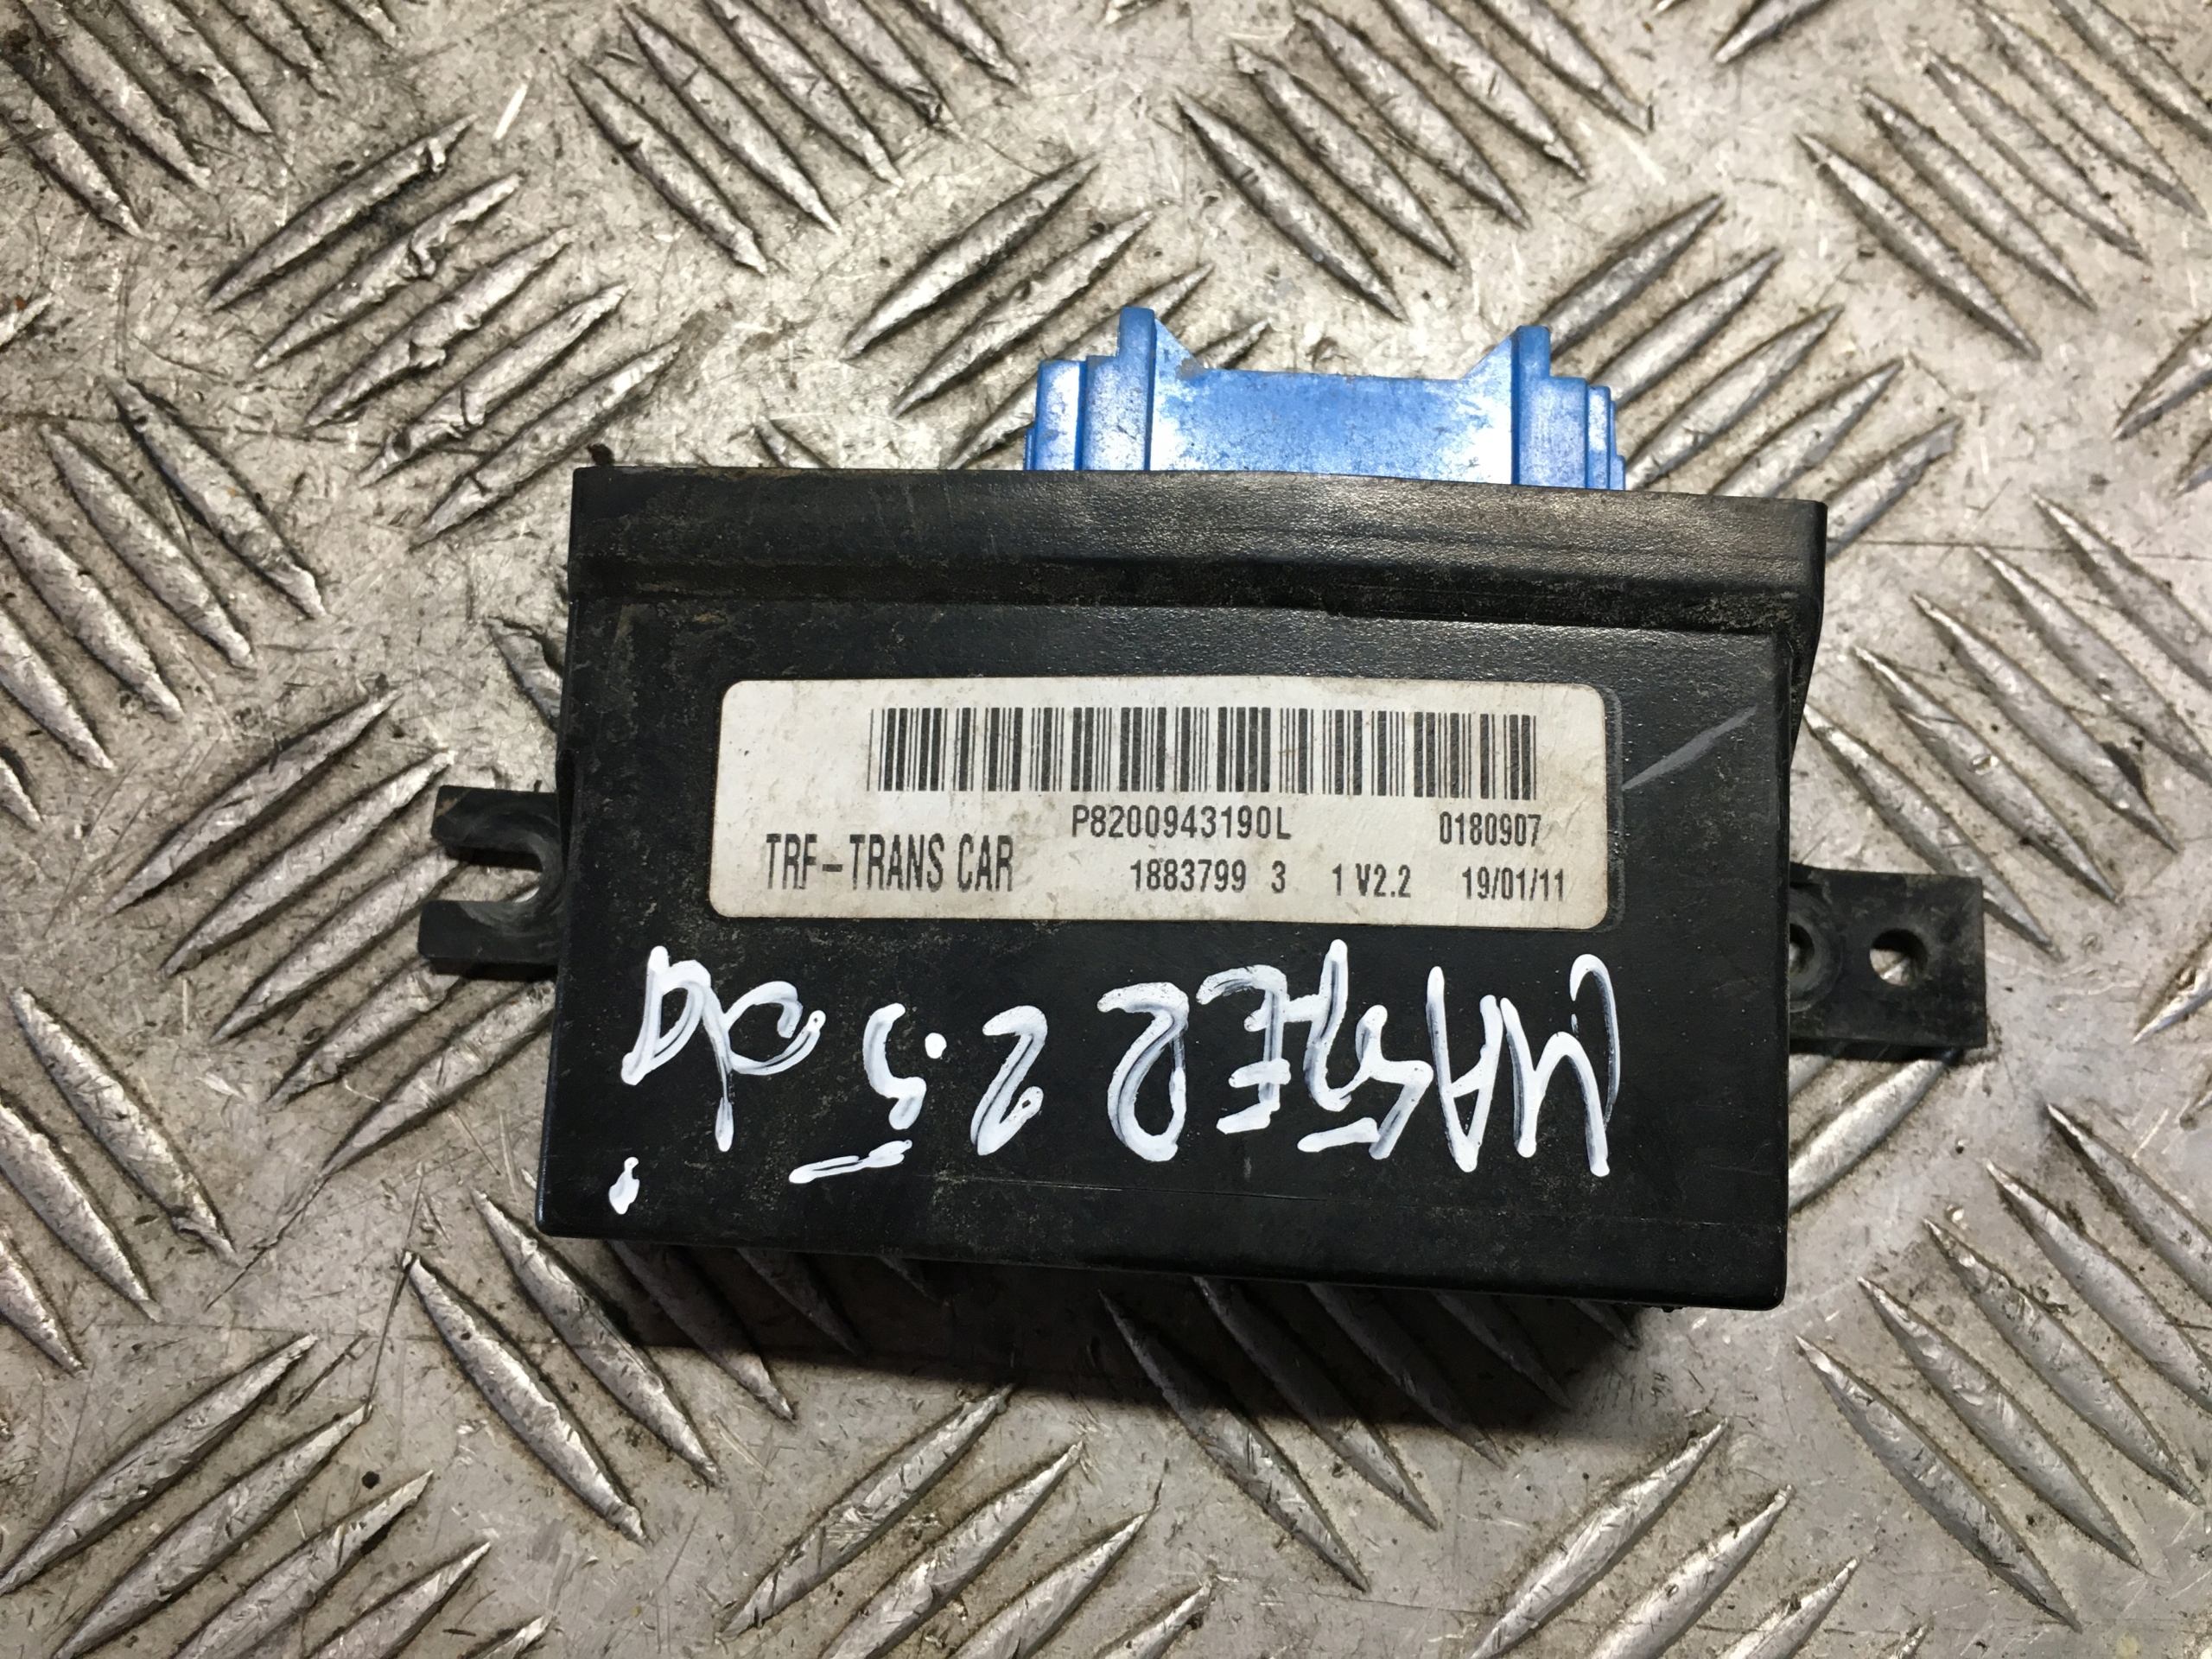 P8200943190L 0180907
TRF-TRANS CAR 1883799 3 1 V2.2 19/01/11
MASTER 2.5 dci